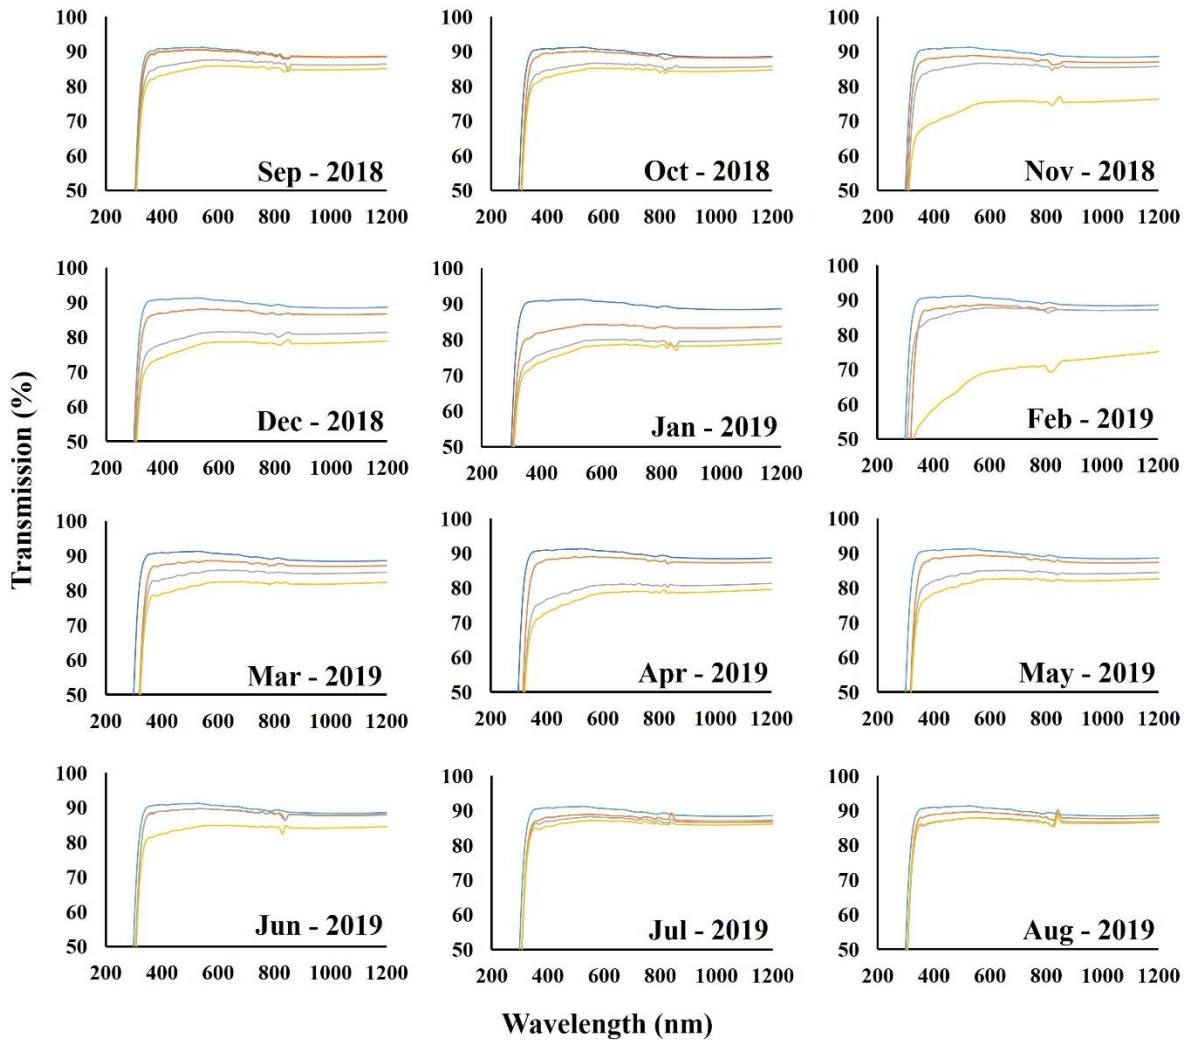 100 100 100
90 90 90
80 80 80
70 70 70
60 60 60
50 50 50
Sep - 2018 Oct - 2018 Nov - 2018
200 400 600 800 1000 1200 200 400 600 800 1000 1200 200 400 600 800 1000 1200
100 100 100
90 90 90
80 80 80
70 70 70
60 60 60
50 50 50
Dec - 2018 Jan - 2019 Feb - 2019
200 400 600 800 1000 1200 200 400 600 800 1000 1200 200 400 600 800 1000 1200
Transmission (%)
100 100 100
90 90 90
80 80 80
70 70 70
60 60 60
50 50 50
Mar - 2019 Apr - 2019 May - 2019
200 400 600 800 1000 1200 200 400 600 800 1000 1200 200 400 600 800 1000 1200
100 100 100
90 90 90
80 80 80
70 70 70
60 60 60
50 50 50
Jun - 2019 Jul - 2019 Aug - 2019
200 400 600 800 1000 1200 200 400 600 800 1000 1200 200 400 600 800 1000 1200
Wavelength (nm)